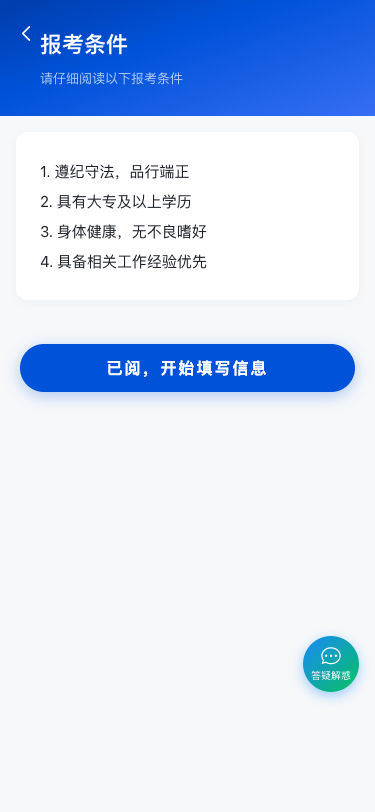 报考条件
请仔细阅读以下报考条件
1. 遵纪守法，品行端正
2. 具有大专及以上学历
3. 身体健康，无不良嗜好
4. 具备相关工作经验优先
已阅，开始填写信息
答疑解惑